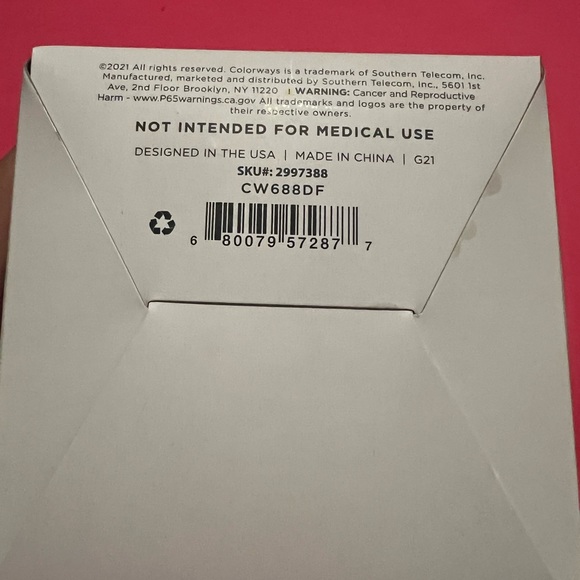 ©2021 All rights reserved. Colorways is a trademark of Southern Telecom, Inc.
Manufactured, marketed and distributed by Southern Telecom, Inc., 5601 1st
Ave, 2nd Floor Brooklyn, NY 11220 | WARNING: Cancer and Reproductive
Harm - www.P65warnings.ca.gov All trademarks and logos are the property of
their respective owners.
NOT INTENDED FOR MEDICAL USE
DESIGNED IN THE USA | MADE IN CHINA | G21
SKU#: 2997388
CW688DF
6 80079 57287 7